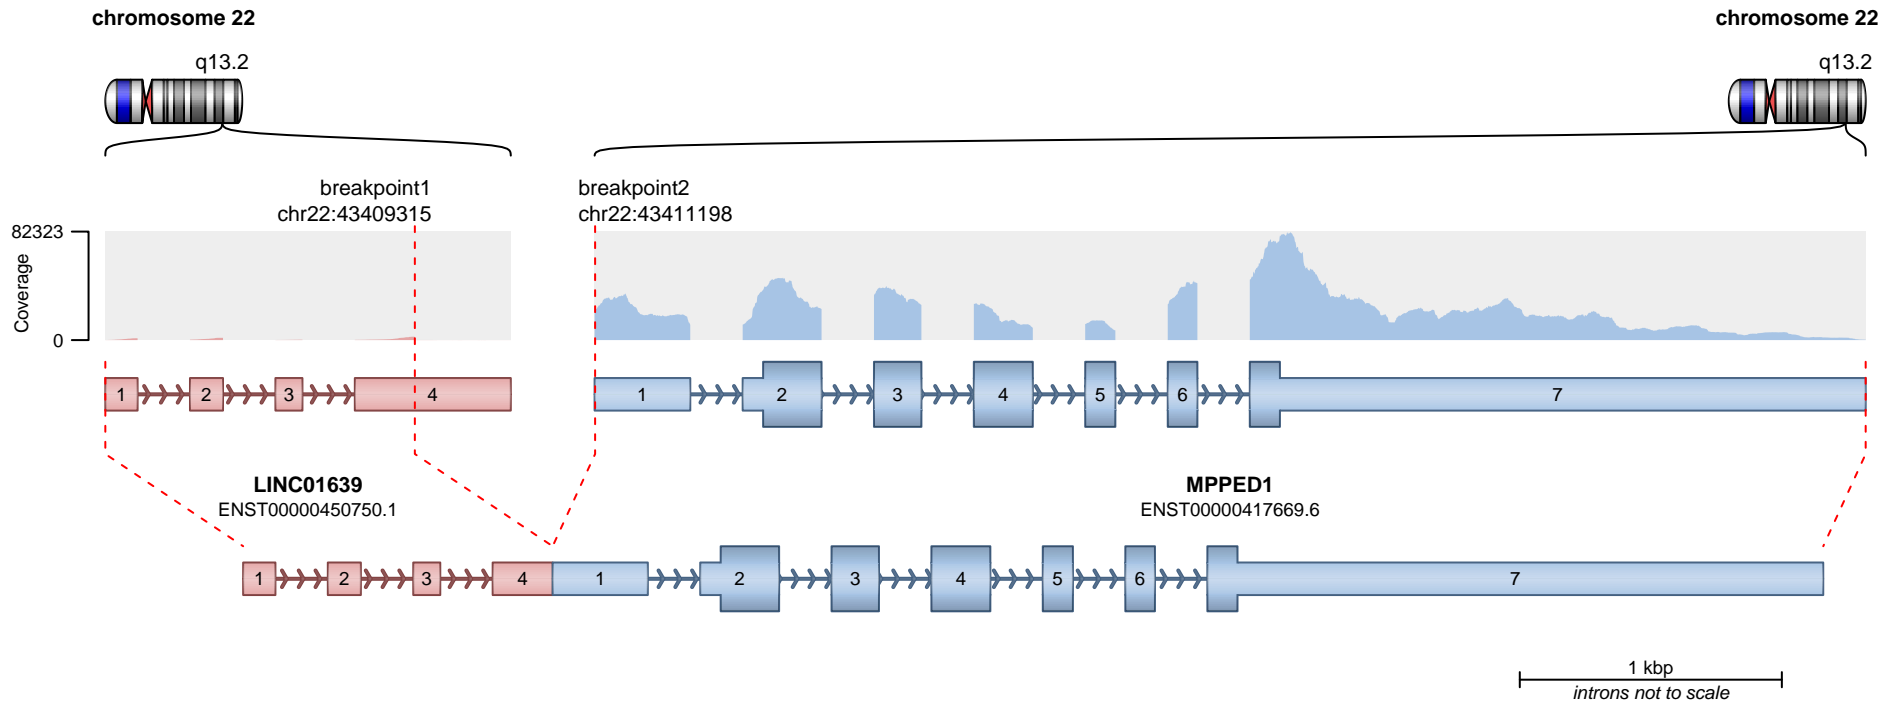 chromosome 22
chromosome 22
q13.2
q13.2
breakpoint1
chr22:43409315
breakpoint2
chr22:43411198
82323
Coverage
0
1 2 3 4 1 2 3 4 5 6 7
LINC01639
ENST00000450750.1
MPPED1
ENST00000417669.6
1 2 3 4 1 2 3 4 5 6 7
1 kbp
introns not to scale